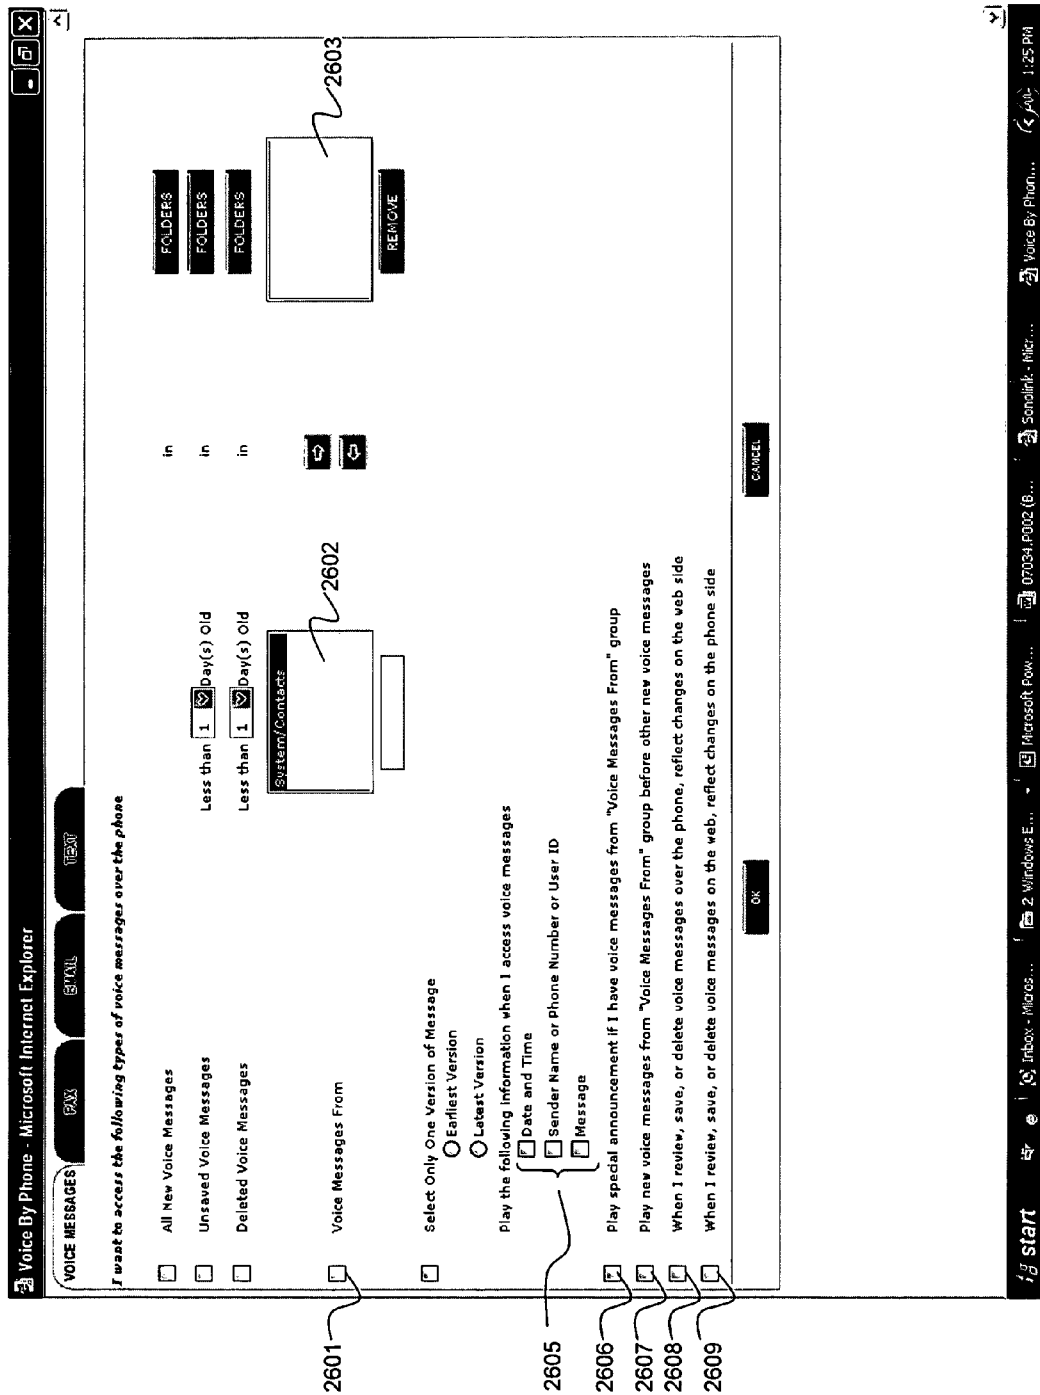 Voice By Phone - Microsoft Internet Explorer
VOICE MESSAGES FAX EMAIL TEXT
I want to access the following types of voice messages over the phone
All New Voice Messages in FOLDERS
Unsaved Voice Messages Less than 1 Day(s) Old in FOLDERS
Deleted Voice Messages Less than 1 Day(s) Old in FOLDERS
2601
Voice Messages From
System/Contacts
2602
2603
REMOVE
Select Only One Version of Message
Earliest Version
Latest Version
Play the following information when I access voice messages
2605
Date and Time
Sender Name or Phone Number or User ID
Message
2606 Play special announcement if I have voice messages from "Voice Messages From" group
2607 Play new voice messages from "Voice Messages From" group before other new voice messages
2608 When I review, save, or delete voice messages over the phone, reflect changes on the web side
2609 When I review, save, or delete voice messages on the web, reflect changes on the phone side
OK CANCEL
start Inbox - Micros... 2 Windows E... Microsoft Pow... 07034.P002 (B... Sonolink - Micr... Voice By Phon... 1:25 PM